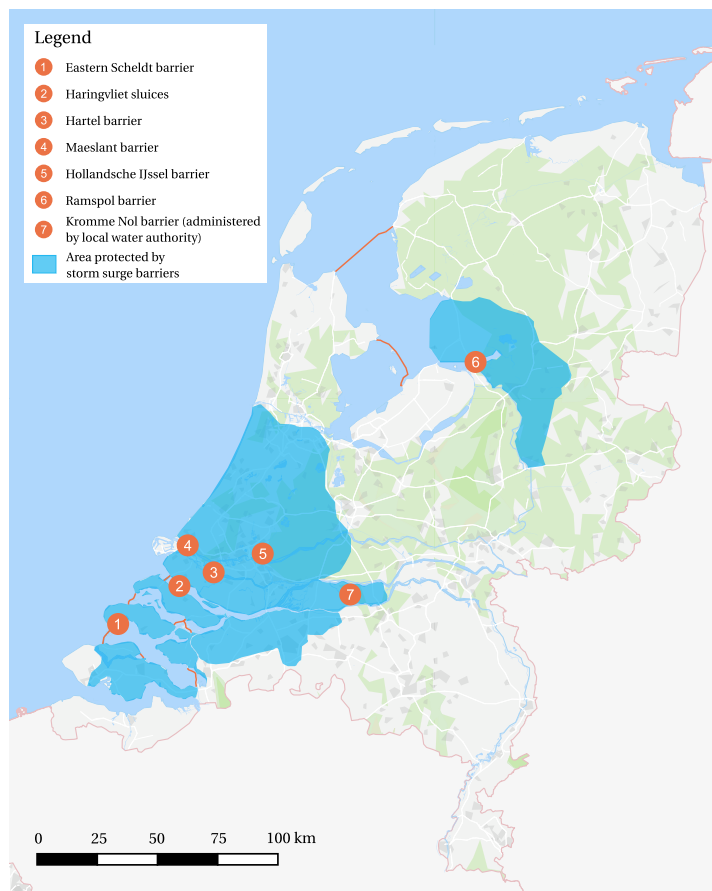 Legend
1 Eastern Scheldt barrier
2 Haringvliet sluices
3 Hartel barrier
4 Maeslant barrier
5 Hollandsche IJssel barrier
6 Ramspol barrier
7 Kromme Nol barrier (administered
by local water authority)
Area protected by
storm surge barriers
6
4
5
3
2
7
1
0 25 50 75 100 km